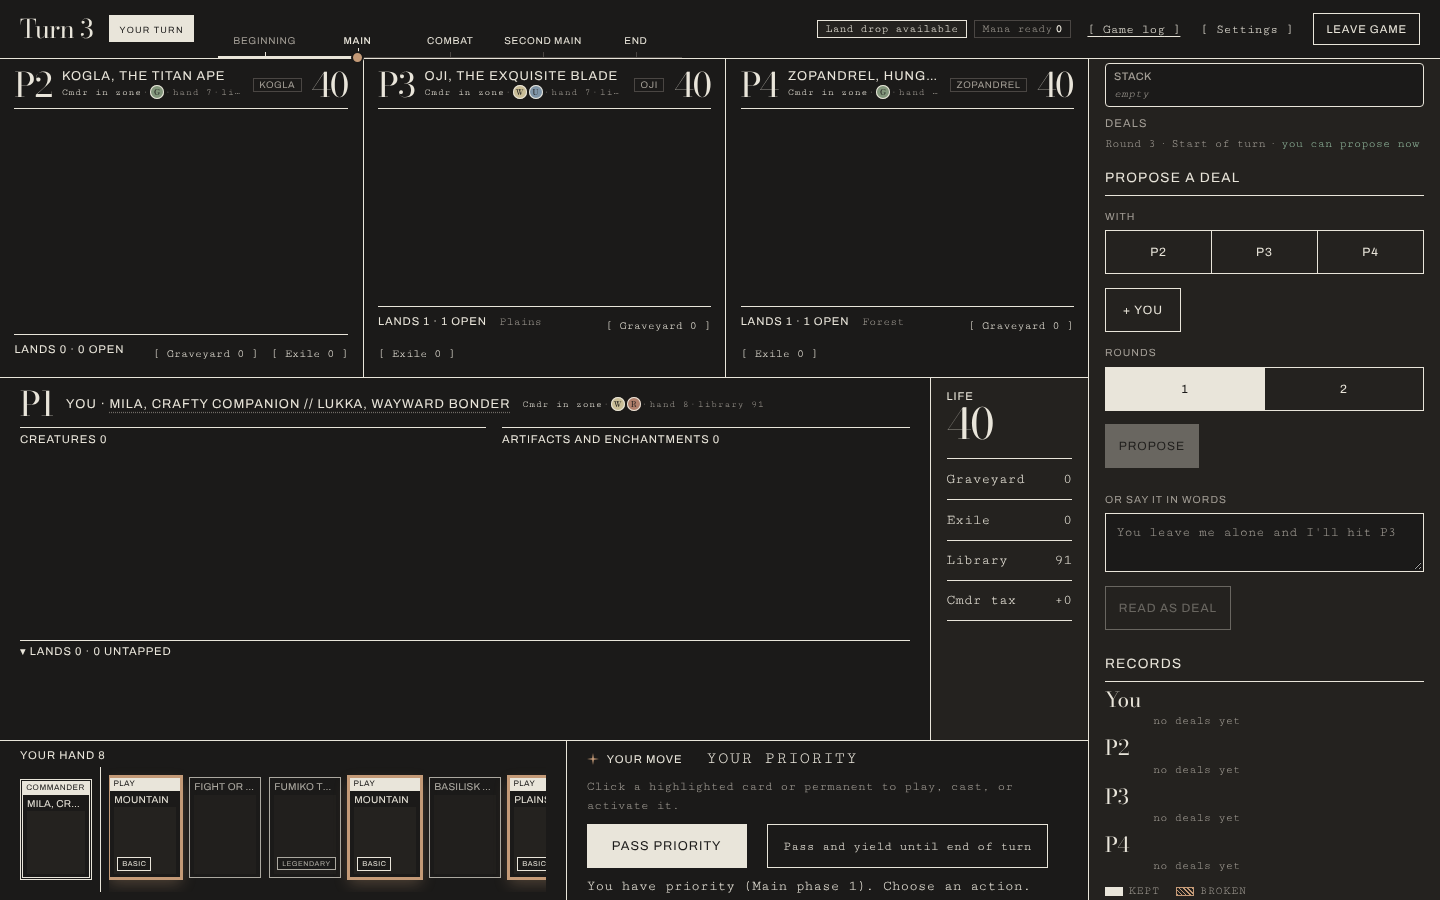 Turn 3 YOUR TURN BEGINNING MAIN COMBAT SECOND MAIN END Land drop available Mana ready 0 [ Game log ] [ Settings ] LEAVE GAME
P2 KOGLA, THE TITAN APE KOGLA 40
Cmdr in zone · G · hand 7 · li…
P3 OJI, THE EXQUISITE BLADE OJI 40
Cmdr in zone · W U · hand 7 · li…
P4 ZOPANDREL, HUNG… ZOPANDREL 40
Cmdr in zone · G · hand …
LANDS 0 · 0 OPEN [ Graveyard 0 ] [ Exile 0 ]
LANDS 1 · 1 OPEN Plains [ Graveyard 0 ]
[ Exile 0 ]
LANDS 1 · 1 OPEN Forest [ Graveyard 0 ]
[ Exile 0 ]
P1 YOU · MILA, CRAFTY COMPANION // LUKKA, WAYWARD BONDER Cmdr in zone · W R · hand 8 · library 91
CREATURES 0 ARTIFACTS AND ENCHANTMENTS 0
▾ LANDS 0 · 0 UNTAPPED
LIFE
40
Graveyard 0
Exile 0
Library 91
Cmdr tax +0
YOUR HAND 8
COMMANDER
MILA, CR…
PLAY
MOUNTAIN
BASIC
FIGHT OR …
FUMIKO T…
LEGENDARY
PLAY
MOUNTAIN
BASIC
BASILISK …
PLAY
PLAINS
BASIC
YOUR MOVE YOUR PRIORITY
Click a highlighted card or permanent to play, cast, or
activate it.
PASS PRIORITY Pass and yield until end of turn
You have priority (Main phase 1). Choose an action.
STACK
empty
DEALS
Round 3 · Start of turn · you can propose now
PROPOSE A DEAL
WITH
P2 P3 P4
+ YOU
ROUNDS
1 2
PROPOSE
OR SAY IT IN WORDS
You leave me alone and I'll hit P3
READ AS DEAL
RECORDS
You
no deals yet
P2
no deals yet
P3
no deals yet
P4
no deals yet
KEPT BROKEN